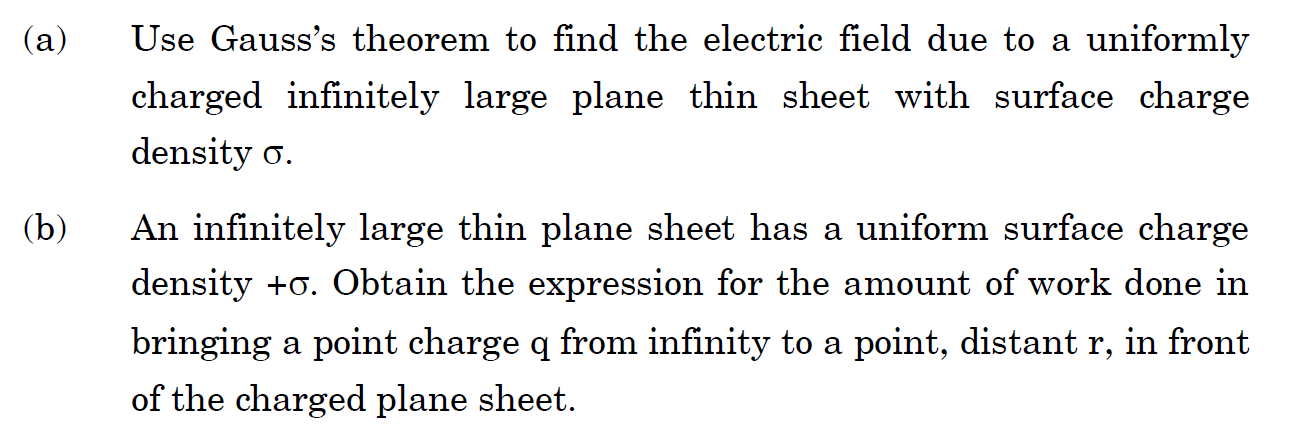 (a) Use Gauss’s theorem to find the electric field due to a uniformly
charged infinitely large plane thin sheet with surface charge
density σ.
(b) An infinitely large thin plane sheet has a uniform surface charge
density +σ. Obtain the expression for the amount of work done in
bringing a point charge q from infinity to a point, distant r, in front
of the charged plane sheet.